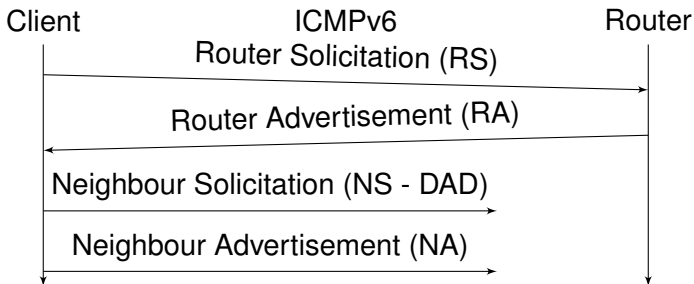 Client ICMPv6 Router
Router Solicitation (RS)
Router Advertisement (RA)
Neighbour Solicitation (NS - DAD)
Neighbour Advertisement (NA)